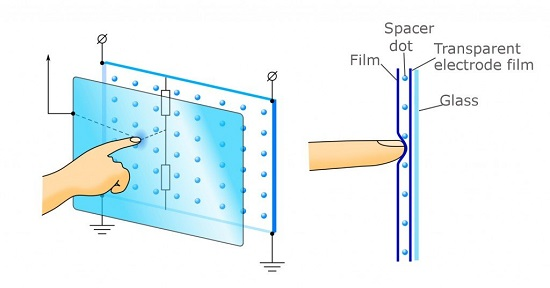 Spacer
dot
Film
Transparent
electrode film
Glass